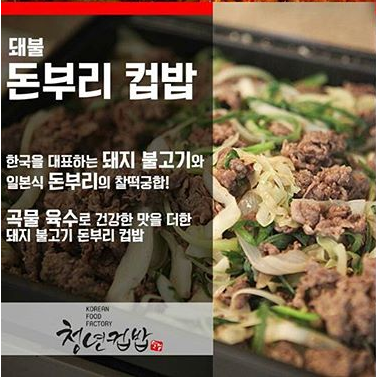 돼불
돈부리 컵밥
한국을 대표하는 돼지 불고기와
일본식 돈부리의 찰떡궁합!
곡물 육수로 건강한 맛을 더한
돼지 불고기 돈부리 컵밥
KOREAN
FOOD
FACTORY
청년컵밥